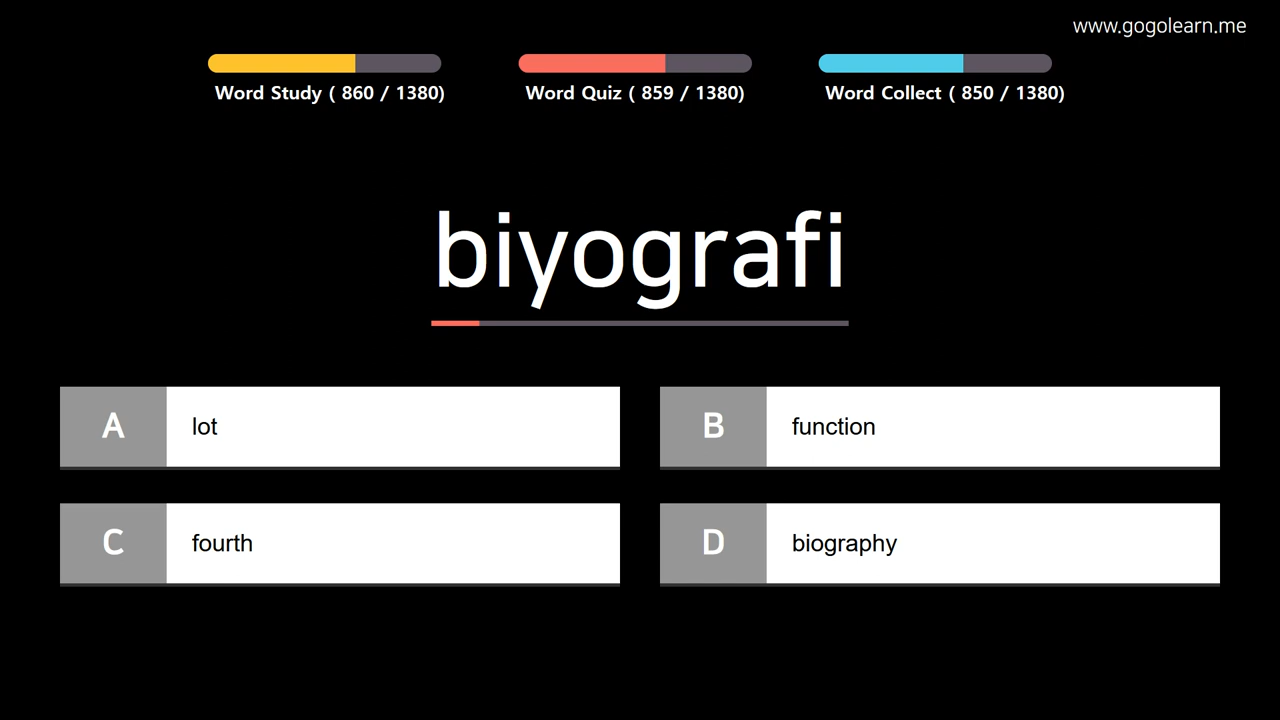 www.gogolearn.me
Word Study ( 860 / 1380)
Word Quiz ( 859 / 1380)
Word Collect ( 850 / 1380)
biyografi
A lot
B function
C fourth
D biography